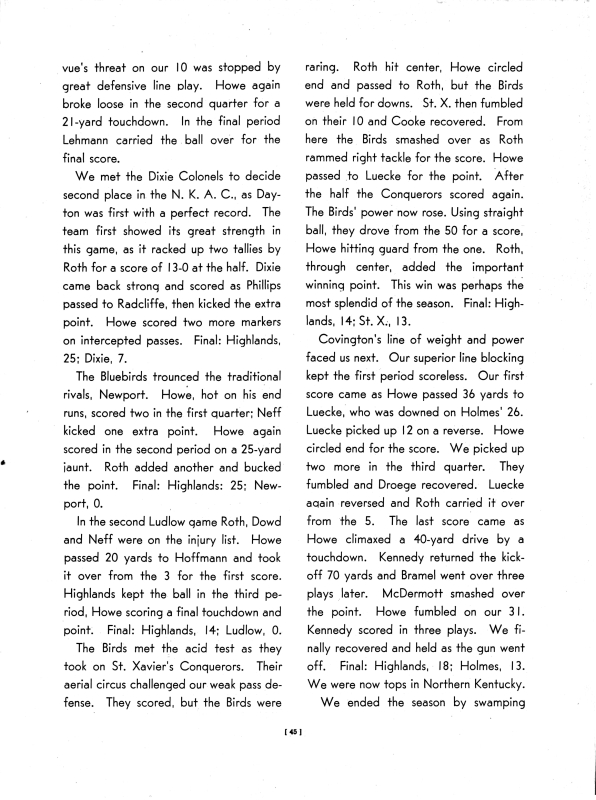 vue's threat on our 10 was stopped by
great defensive line play. Howe again
broke loose in the second quarter for a
21-yard touchdown. In the final period
Lehmann carried the ball over for the
final score.
We met the Dixie Colonels to decide
second place in the N. K. A. C., as Day-
ton was first with a perfect record. The
team first showed its great strength in
this game, as it racked up two tallies by
Roth for a score of 13-0 at the half. Dixie
came back strong and scored as Phillips
passed to Radcliffe, then kicked the extra
point. Howe scored two more markers
on intercepted passes. Final: Highlands,
25; Dixie, 7.
The Bluebirds trounced the traditional
rivals, Newport. Howe, hot on his end
runs, scored two in the first quarter; Neff
kicked one extra point. Howe again
scored in the second period on a 25-yard
jaunt. Roth added another and bucked
the point. Final: Highlands: 25; New-
port, 0.
In the second Ludlow game Roth, Dowd
and Neff were on the injury list. Howe
passed 20 yards to Hoffmann and took
it over from the 3 for the first score.
Highlands kept the ball in the third pe-
riod, Howe scoring a final touchdown and
point. Final: Highlands, 14; Ludlow, 0.
The Birds met the acid test as they
took on St. Xavier's Conquerors. Their
aerial circus challenged our weak pass de-
fense. They scored, but the Birds were
raring. Roth hit center, Howe circled
end and passed to Roth, but the Birds
were held for downs. St. X. then fumbled
on their 10 and Cooke recovered. From
here the Birds smashed over as Roth
rammed right tackle for the score. Howe
passed to Luecke for the point. After
the half the Conquerors scored again.
The Birds' power now rose. Using straight
ball, they drove from the 50 for a score,
Howe hitting guard from the one. Roth,
through center, added the important
winning point. This win was perhaps the
most splendid of the season. Final: High-
lands, 14; St. X., 13.
Covington's line of weight and power
faced us next. Our superior line blocking
kept the first period scoreless. Our first
score came as Howe passed 36 yards to
Luecke, who was downed on Holmes' 26.
Luecke picked up 12 on a reverse. Howe
circled end for the score. We picked up
two more in the third quarter. They
fumbled and Droege recovered. Luecke
again reversed and Roth carried it over
from the 5. The last score came as
Howe climaxed a 40-yard drive by a
touchdown. Kennedy returned the kick-
off 70 yards and Bramel went over three
plays later. McDermott smashed over
the point. Howe fumbled on our 31.
Kennedy scored in three plays. We fi-
nally recovered and held as the gun went
off. Final: Highlands, 18; Holmes, 13.
We were now tops in Northern Kentucky.
We ended the season by swamping
[ 45 ]